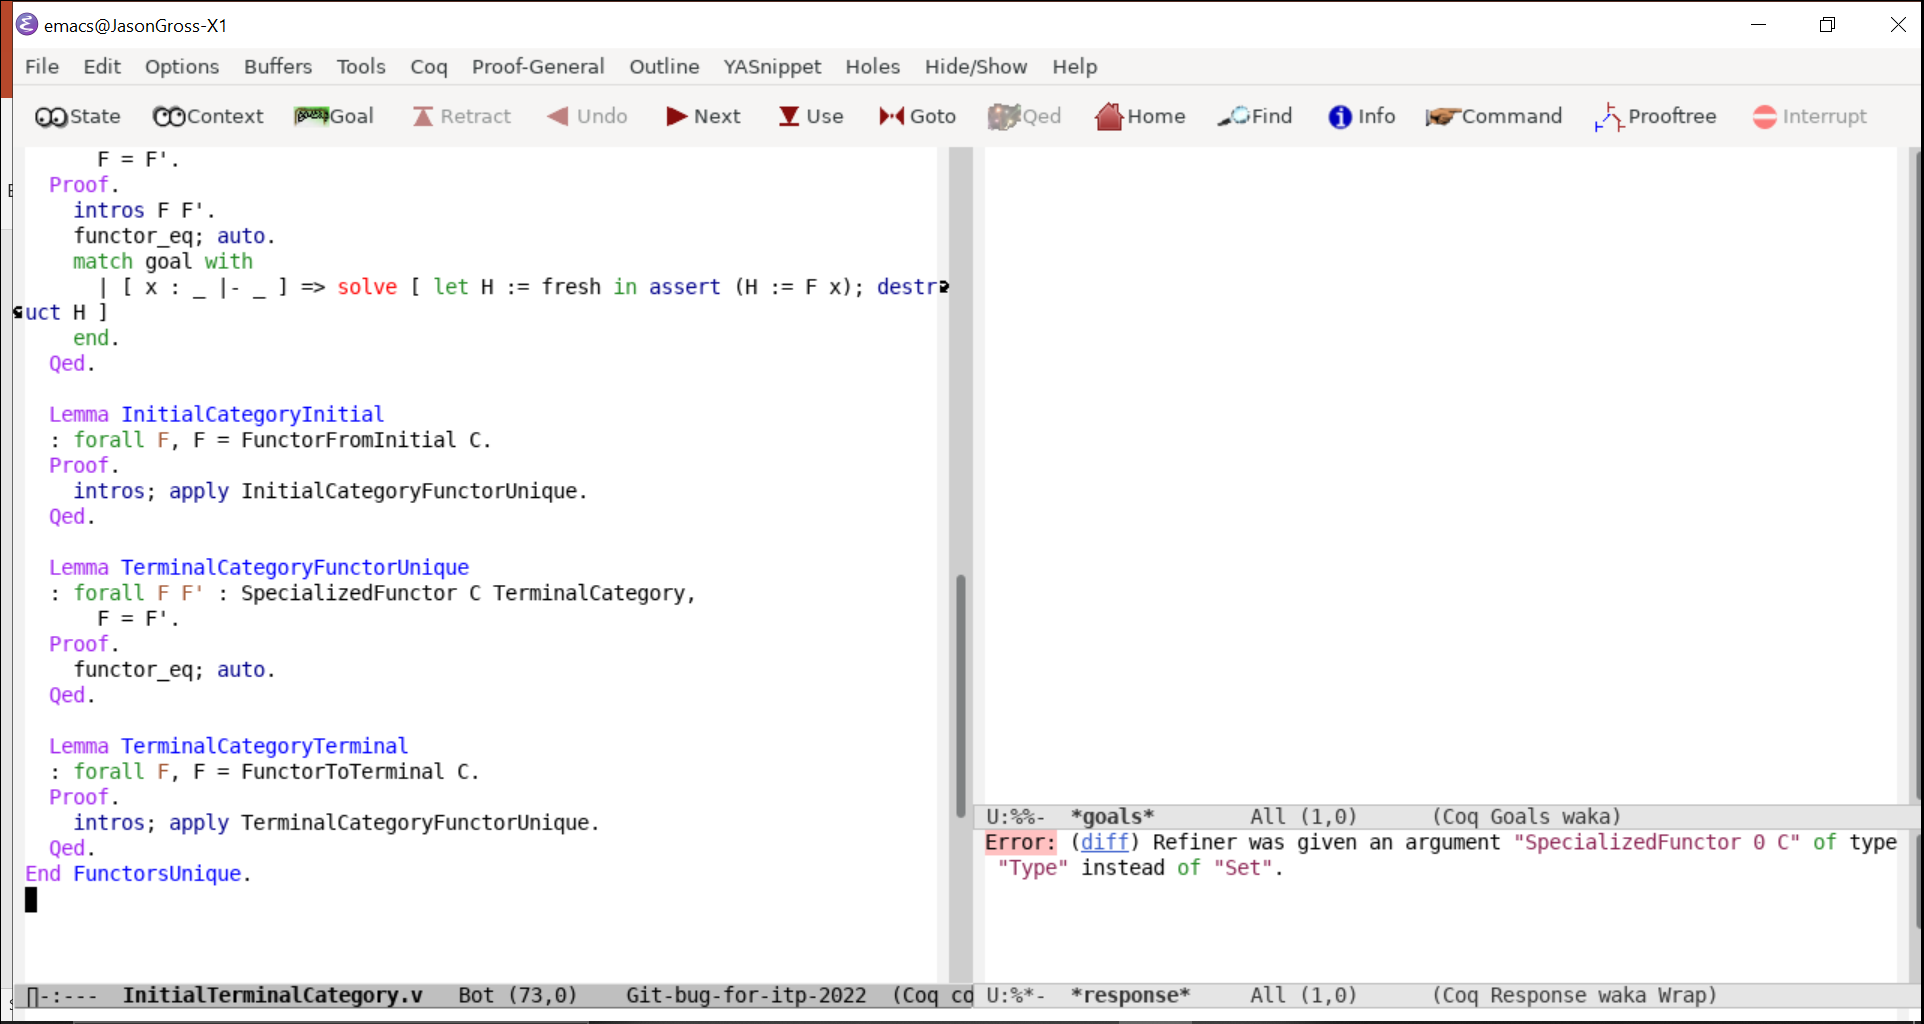 emacs@JasonGross-X1
File Edit Options Buffers Tools Coq Proof-General Outline YASnippet Holes Hide/Show Help
State Context Goal Retract Undo Next Use Goto Qed Home Find Info Command Prooftree Interrupt
F = F'.
Proof.
intros F F'.
functor_eq; auto.
match goal with
| [ x : _ |- _ ] => solve [ let H := fresh in assert (H := F x); destr
uct H ]
end.
Qed.
Lemma InitialCategoryInitial
: forall F, F = FunctorFromInitial C.
Proof.
intros; apply InitialCategoryFunctorUnique.
Qed.
Lemma TerminalCategoryFunctorUnique
: forall F F' : SpecializedFunctor C TerminalCategory,
F = F'.
Proof.
functor_eq; auto.
Qed.
Lemma TerminalCategoryTerminal
: forall F, F = FunctorToTerminal C.
Proof.
intros; apply TerminalCategoryFunctorUnique.
Qed.
End FunctorsUnique.
-:--- InitialTerminalCategory.v Bot (73,0) Git-bug-for-itp-2022 (Coq co
U:%%- *goals* All (1,0) (Coq Goals waka)
Error: (diff) Refiner was given an argument "SpecializedFunctor 0 C" of type
"Type" instead of "Set".
U:%*- *response* All (1,0) (Coq Response waka Wrap)